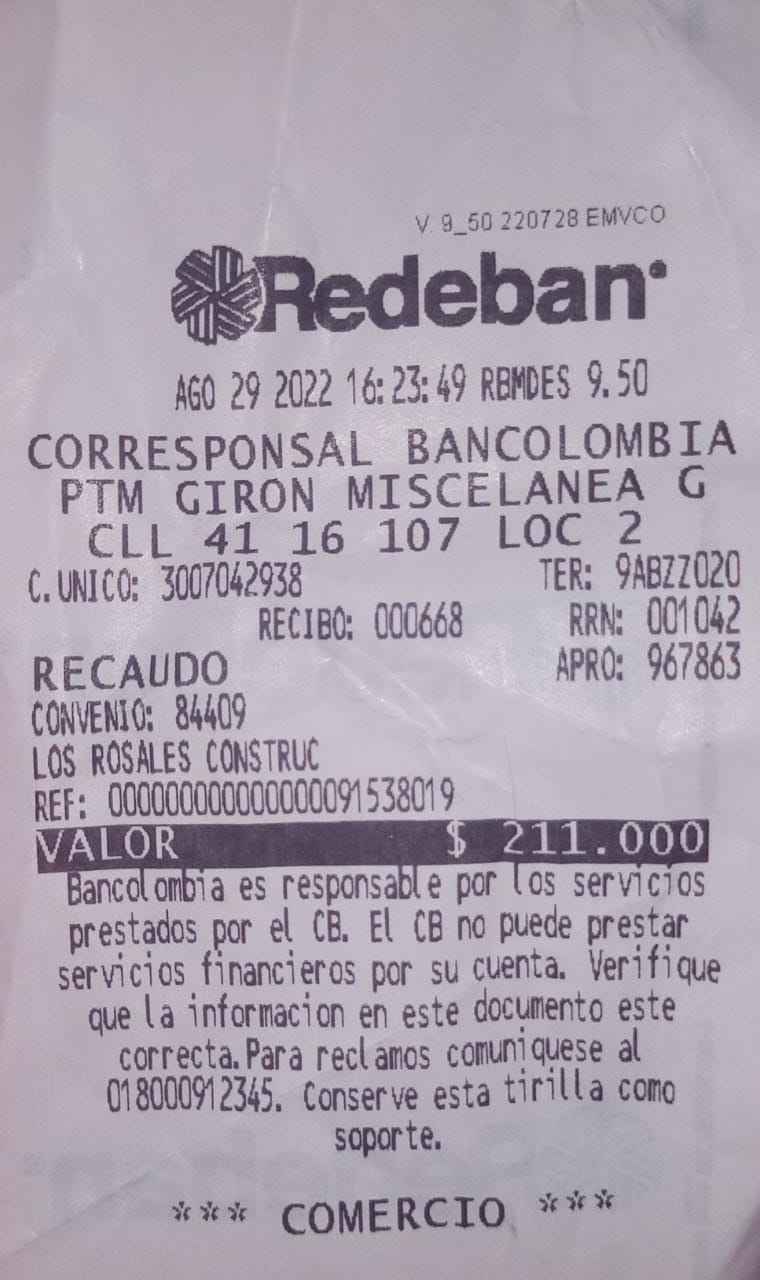 V. 9_50 220728 EMVCO
Redeban
AGO 29 2022 16:23:49 RBMDES 9.50
CORRESPONSAL BANCOLOMBIA
PTM GIRON MISCELANEA G
CLL 41 16 107 LOC 2
C.UNICO: 3007042938 TER: 9ABZZ020
RECIBO: 000668 RRN: 001042
RECAUDO APRO: 967863
CONVENIO: 84409
LOS ROSALES CONSTRUC
REF: 0000000000000000091538019
VALOR $ 211.000
Bancolombia es responsable por los servicios
prestados por el CB. El CB no puede prestar
servicios financieros por su cuenta. Verifique
que la informacion en este documento este
correcta.Para reclamos comuniquese al
018000912345. Conserve esta tirilla como
soporte.
*** COMERCIO ***